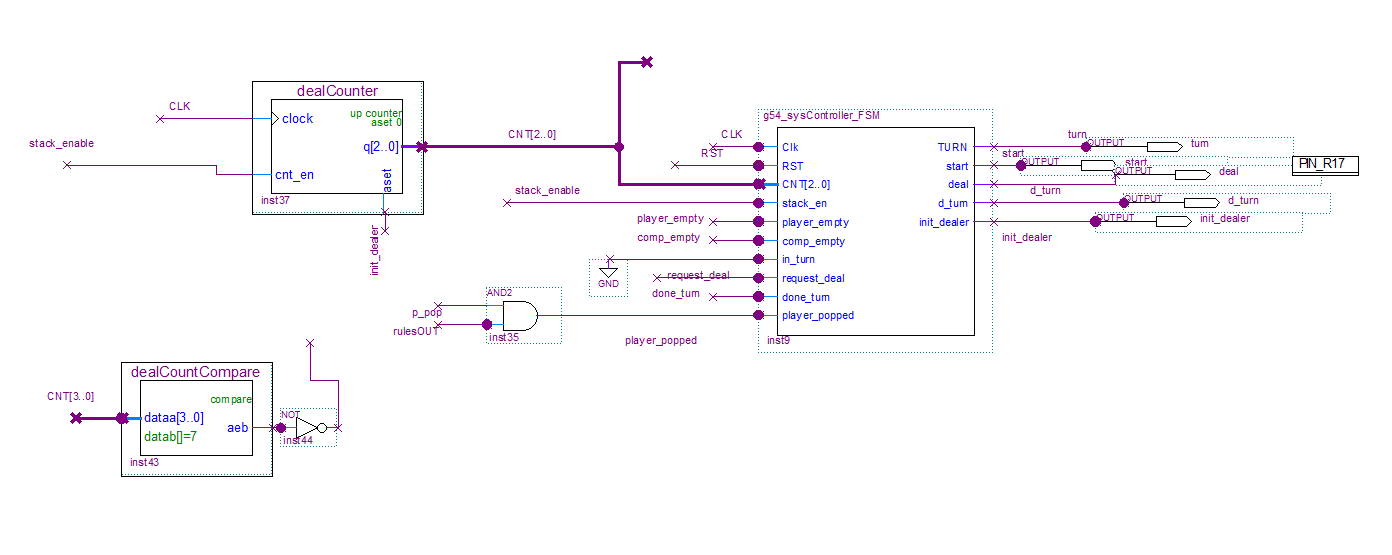 dealCounter
CLK
clock
up counter
aset 0
stack_enable
q[2..0]
cnt_en
aset
inst37
init_dealer
CNT[2..0]
g54_sysController_FSM
CLK
Clk
RST
RST
CNT[2..0]
stack_enable
stack_en
player_empty
player_empty
comp_empty
comp_empty
in_turn
GND
request_deal
request_deal
done_turn
done_turn
player_popped
player_popped
inst9
TURN
start
deal
d_turn
init_dealer
turn
OUTPUT
turn
start
OUTPUT
start
OUTPUT
deal
PIN_R17
d_turn
OUTPUT
d_turn
OUTPUT
init_dealer
init_dealer
AND2
p_pop
rulesOUT
inst35
dealCountCompare
CNT[3..0]
compare
dataa[3..0]
datab[]=7
aeb
inst43
NOT
inst44